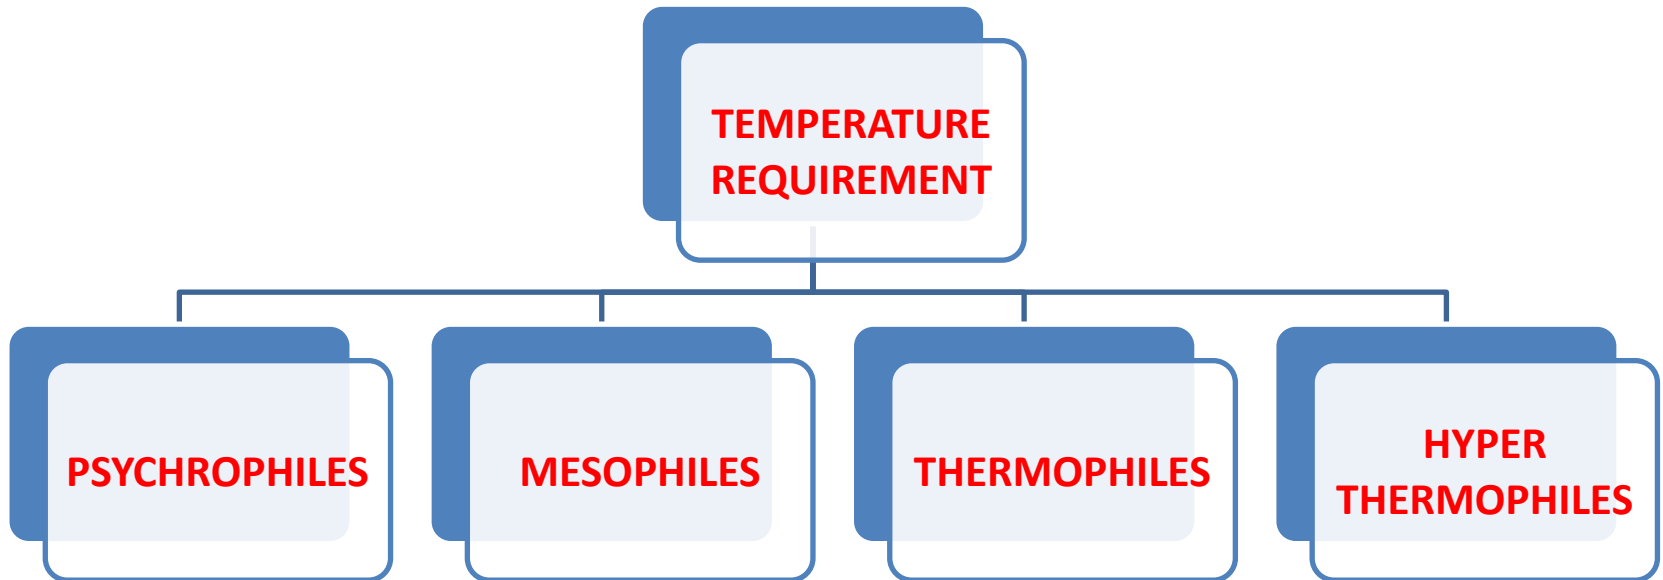 TEMPERATURE
REQUIREMENT
PSYCHROPHILES
MESOPHILES
THERMOPHILES
HYPER
THERMOPHILES